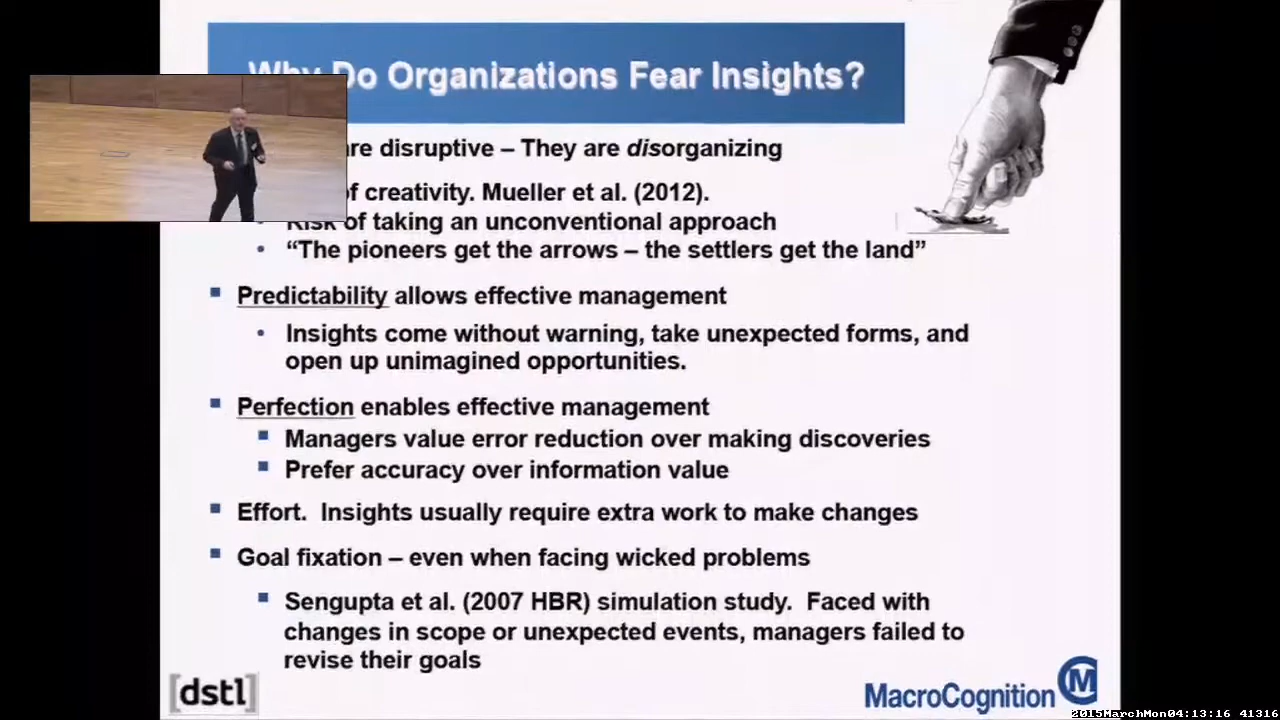 Why Do Organizations Fear Insights?
are disruptive – They are disorganizing
of creativity. Mueller et al. (2012).
• Risk of taking an unconventional approach
• “The pioneers get the arrows – the settlers get the land”
Predictability allows effective management
• Insights come without warning, take unexpected forms, and
open up unimagined opportunities.
Perfection enables effective management
Managers value error reduction over making discoveries
Prefer accuracy over information value
Effort. Insights usually require extra work to make changes
Goal fixation – even when facing wicked problems
Sengupta et al. (2007 HBR) simulation study. Faced with
changes in scope or unexpected events, managers failed to
revise their goals
[dstl]
MacroCognition M
2015MarchMon04:13:16 41316